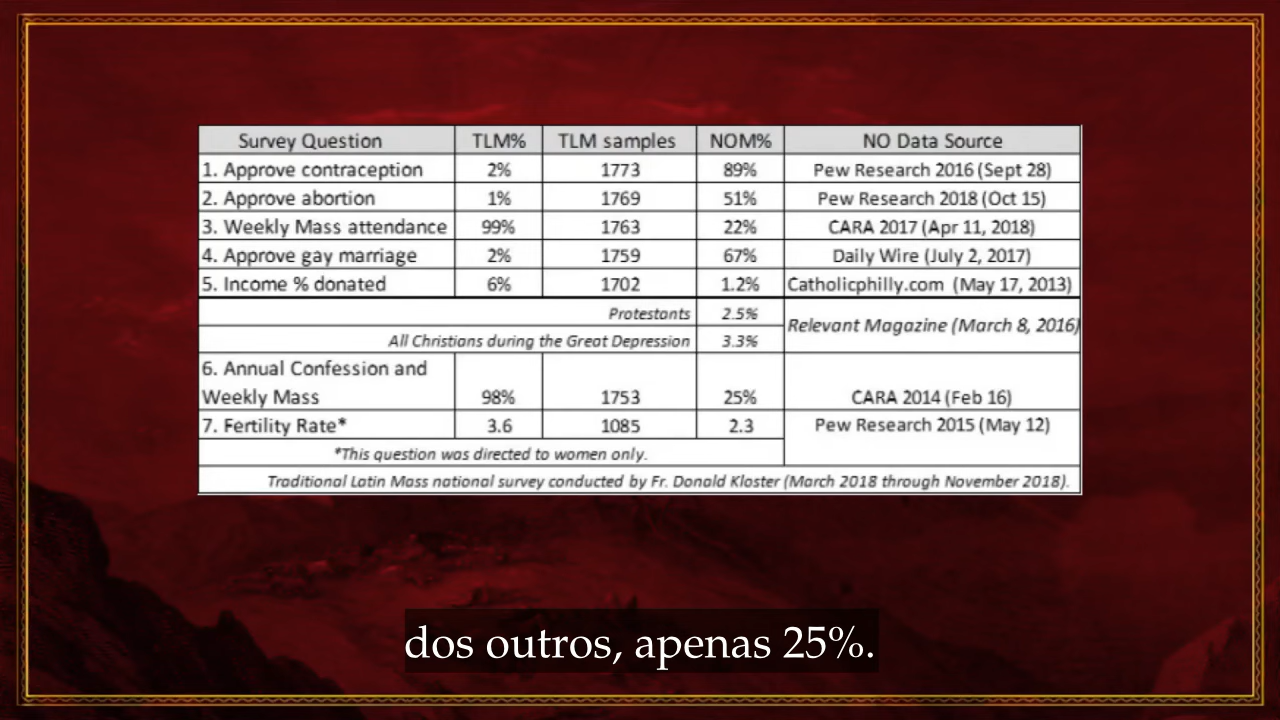 Survey Question TLM% TLM samples NOM% NO Data Source
1. Approve contraception 2% 1773 89% Pew Research 2016 (Sept 28)
2. Approve abortion 1% 1769 51% Pew Research 2018 (Oct 15)
3. Weekly Mass attendance 99% 1763 22% CARA 2017 (Apr 11, 2018)
4. Approve gay marriage 2% 1759 67% Daily Wire (July 2, 2017)
5. Income % donated 6% 1702 1.2% Catholicphilly.com (May 17, 2013)
Protestants 2.5%
Relevant Magazine (March 8, 2016)
All Christians during the Great Depression 3.3%
6. Annual Confession and
Weekly Mass 98% 1753 25% CARA 2014 (Feb 16)
7. Fertility Rate* 3.6 1085 2.3 Pew Research 2015 (May 12)
*This question was directed to women only.
Traditional Latin Mass national survey conducted by Fr. Donald Kloster (March 2018 through November 2018).
dos outros, apenas 25%.